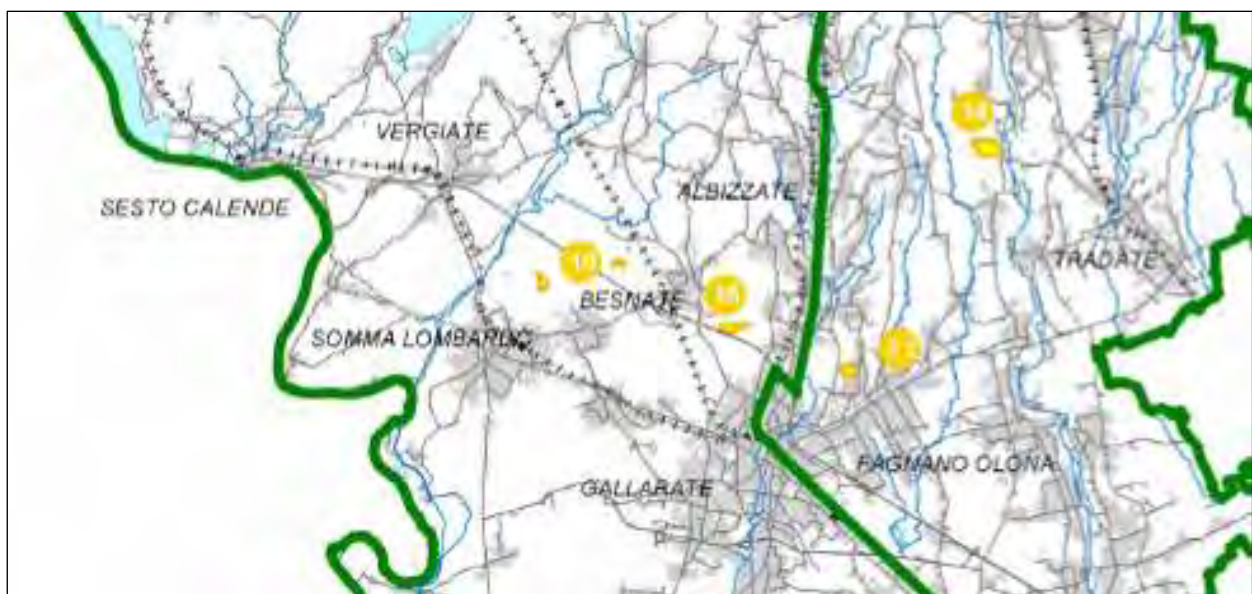 VERGIATE
ALBIZZATE
SESTO CALENDE
TRADATE
BESNATE
SOMMA LOMBARDO
FAGNANO OLONA
GALLARATE